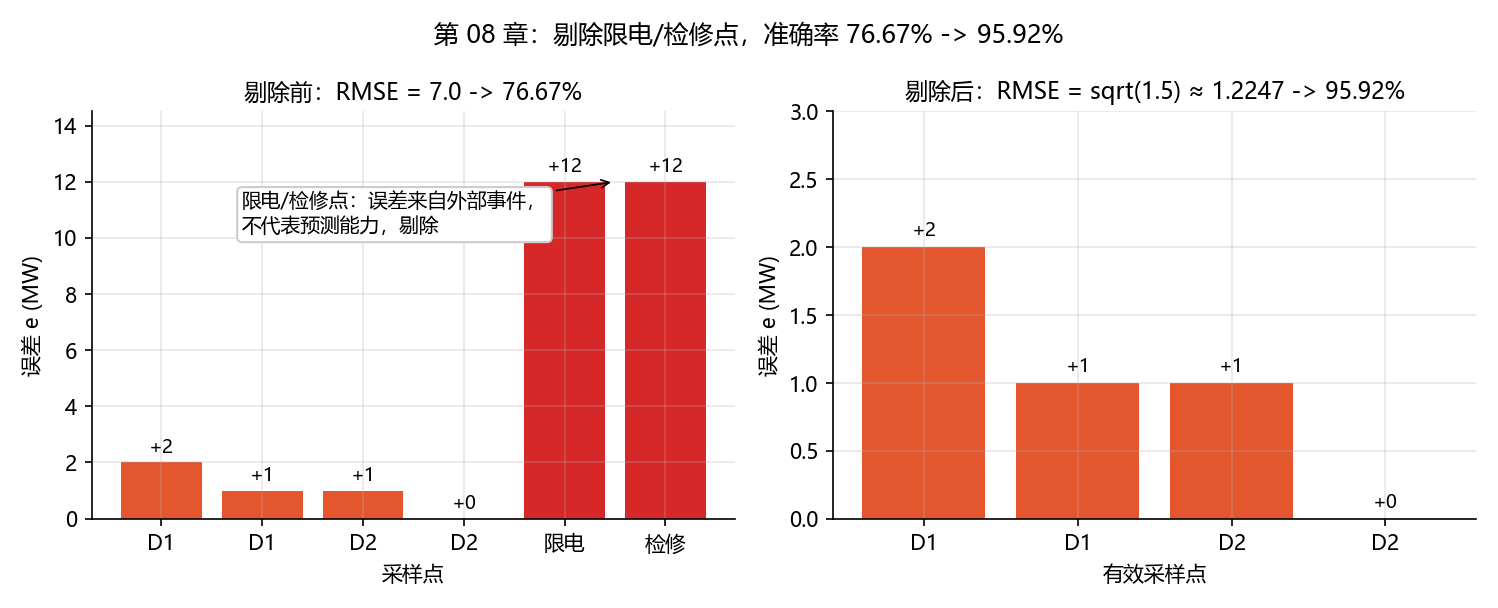 第 08 章：剔除限电/检修点，准确率 76.67% -> 95.92%
剔除前：RMSE = 7.0 -> 76.67%
误差 e (MW)
14
12
10
8
6
4
2
0
+2
+1
+1
+0
+12
+12
限电/检修点：误差来自外部事件，
不代表预测能力，剔除
D1
D1
D2
D2
限电
检修
采样点
剔除后：RMSE = sqrt(1.5) ≈ 1.2247 -> 95.92%
误差 e (MW)
3.0
2.5
2.0
1.5
1.0
0.5
0.0
+2
+1
+1
+0
D1
D1
D2
D2
有效采样点